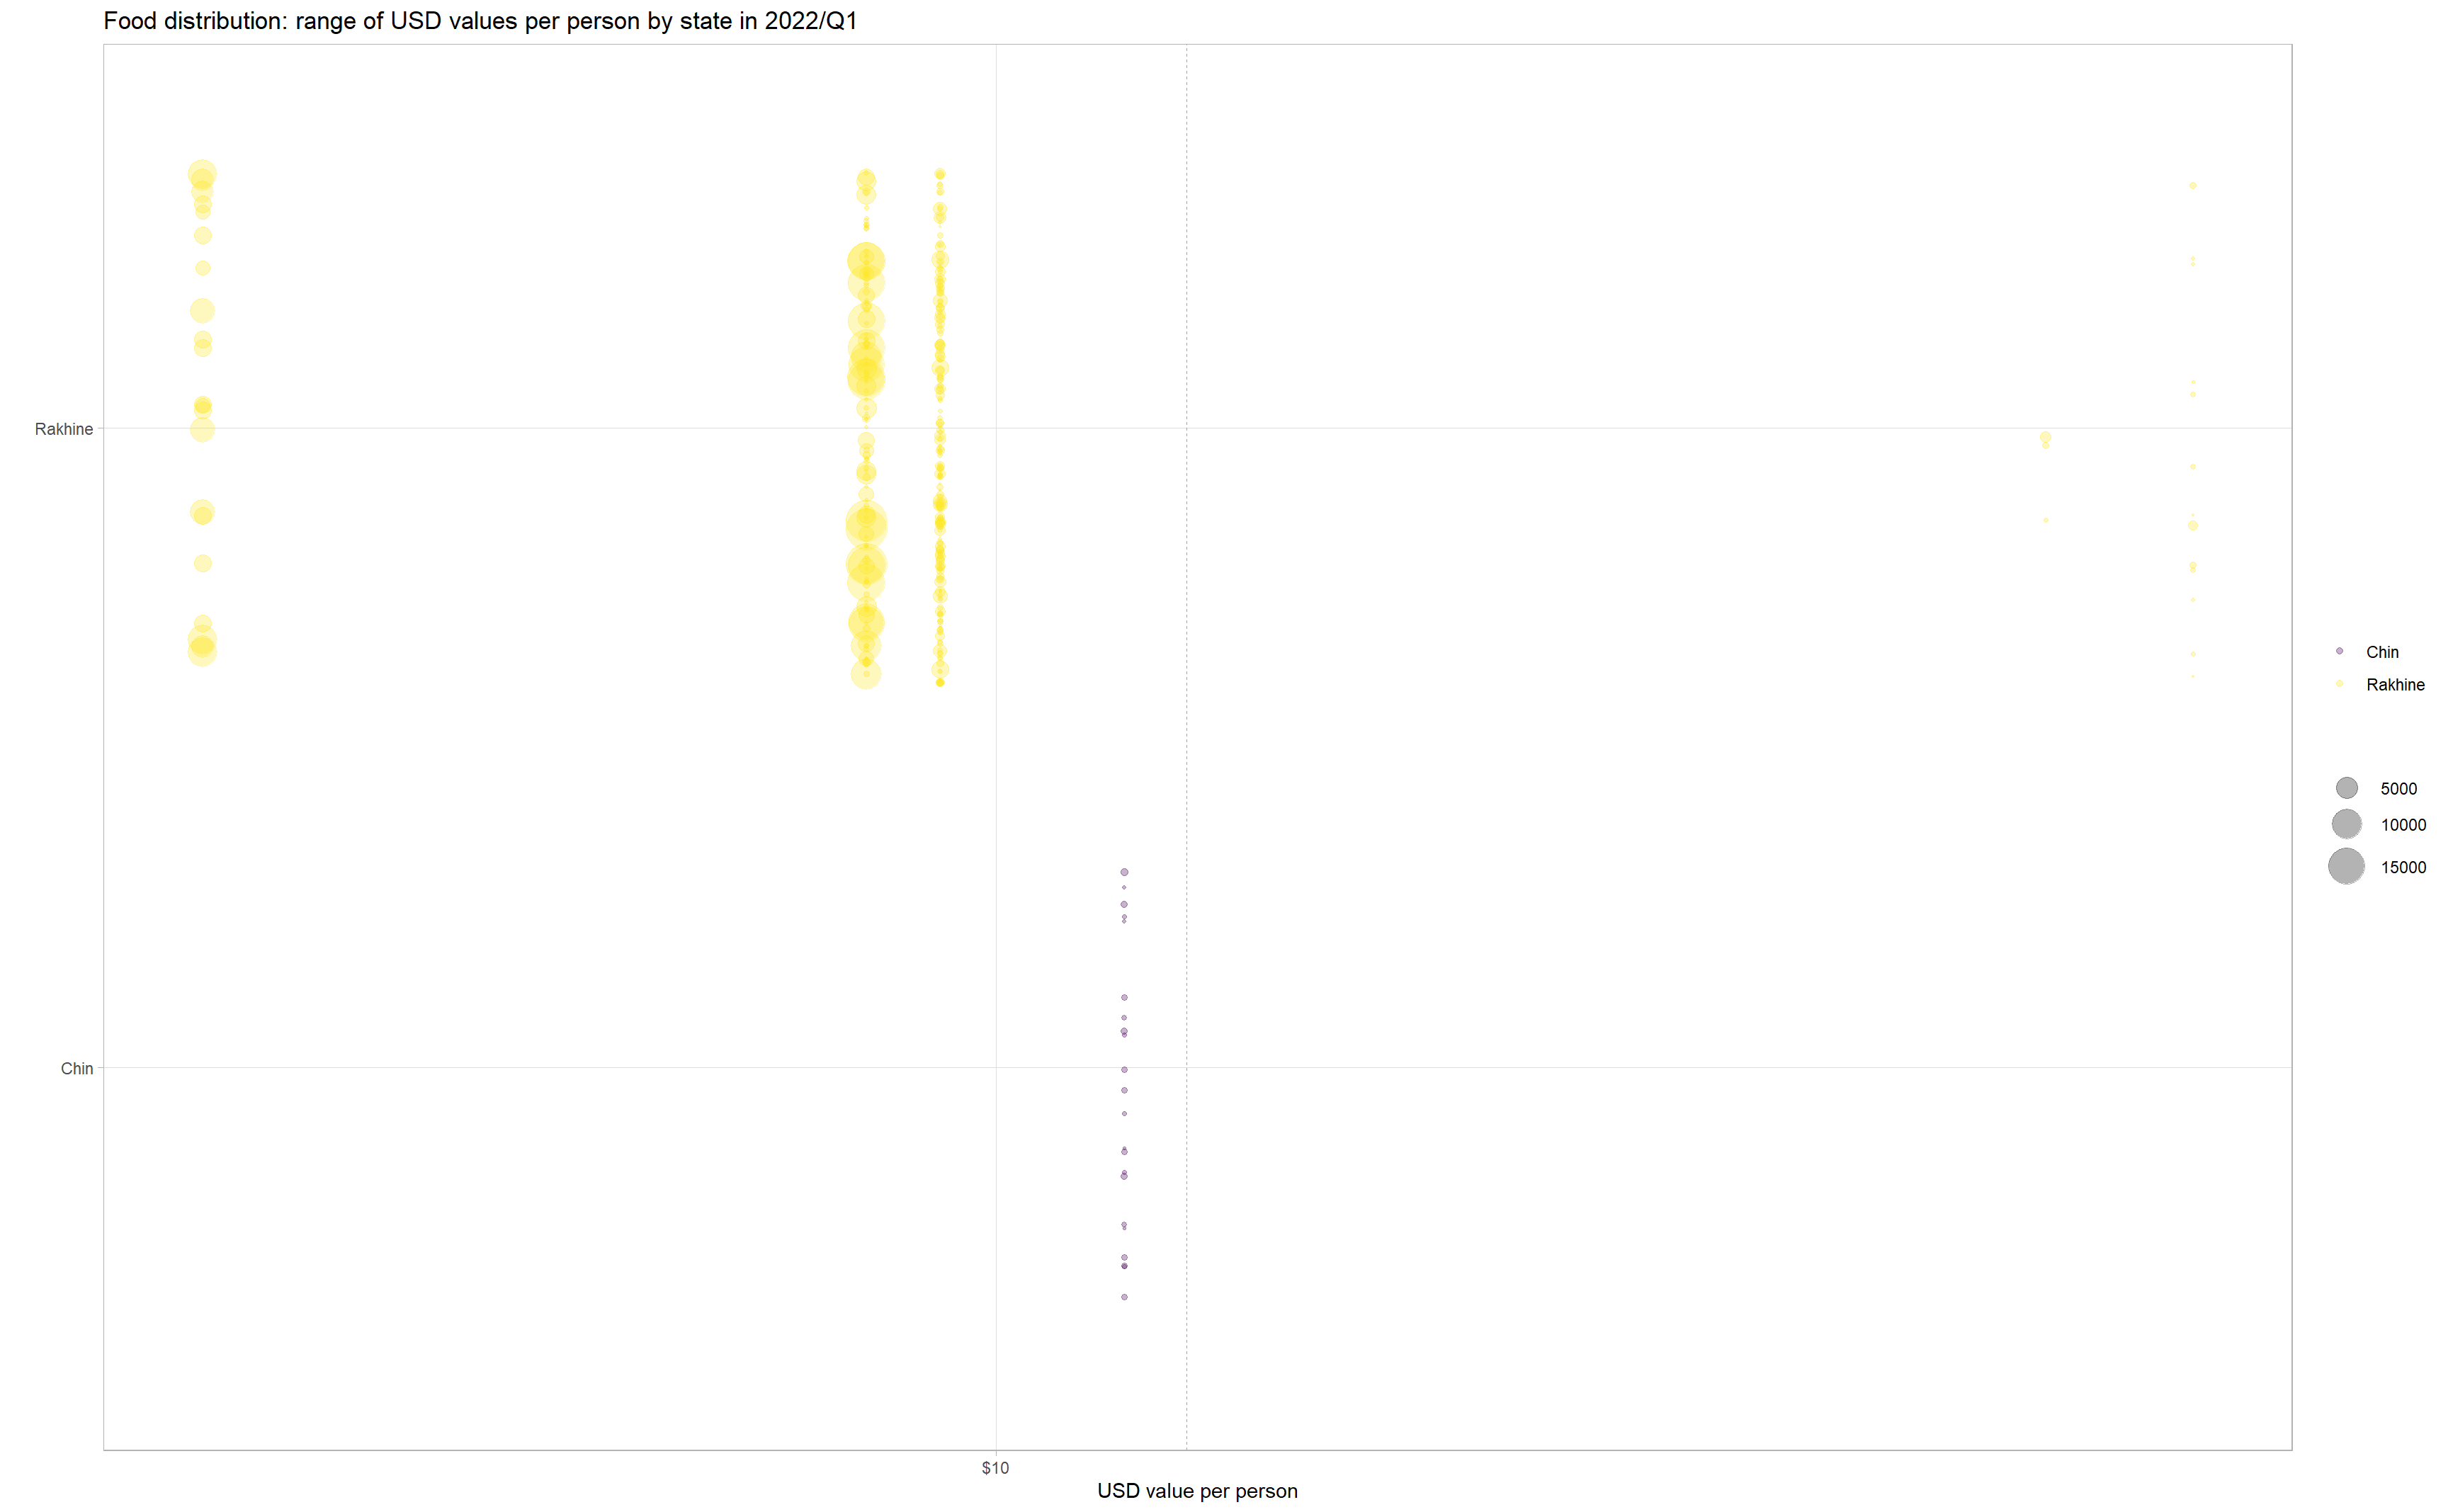 Food distribution: range of USD values per person by state in 2022/Q1
Rakhine
Chin
$10
USD value per person
Chin
Rakhine
5000
10000
15000